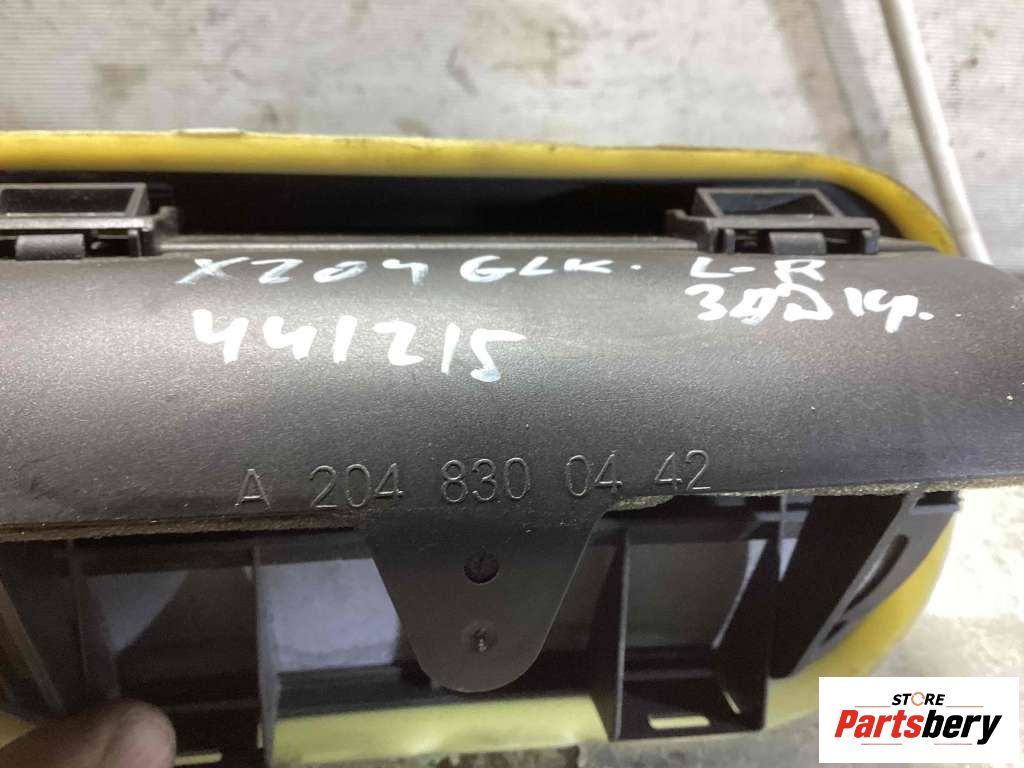 X204 GLK. L-R
441215
A 204 830 04 42
STORE
Partsbery